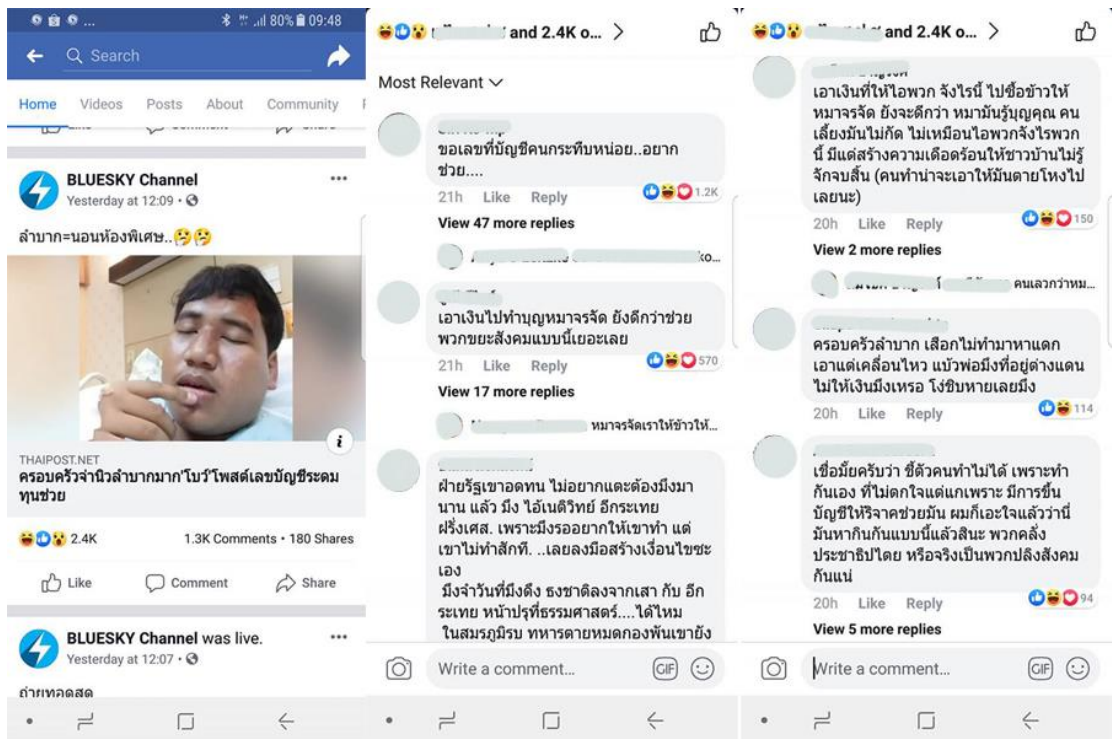 80% 09:48
Search
Home Videos Posts About Community
Like Comment Share
BLUESKY Channel
Yesterday at 12:09
ลำบาก=นอนห้องพิเศษ..🤔🤔
THAIPOST.NET
ครอบครัวจ่านิวลำบากมาก'โบว์'โพสต์เลขบัญชีระดม
ทุนช่วย
2.4K 1.3K Comments • 180 Shares
Like Comment Share
BLUESKY Channel was live.
Yesterday at 12:07
ถ่ายทอดสด
and 2.4K o...
Most Relevant
ขอเลขที่บัญชีคนกระทืบหน่อย..อยาก
ช่วย....
21h Like Reply 1.2K
View 47 more replies
ko...
เอาเงินไปทำบุญหมาจรจัด ยังดีกว่าช่วย
พวกขยะสังคมแบบนี้เยอะเลย
21h Like Reply 570
View 17 more replies
หมาจรจัดเราให้ข้าวให้...
ฝ่ายรัฐเขาอดทน ไม่อยากแตะต้องมึงมา
นาน แล้ว มึง ไอ้เนติวิทย์ อีกระเทย
ฝรั่งเศส. เพราะมึงรออยากให้เขาทำ แต่
เขาไม่ทำสักที. ..เลยลงมือสร้างเงื่อนไขซะ
เอง
มึงจำวันที่มึงดึง ธงชาติลงจากเสา กับ อีก
ระเทย หน้าปรุที่ธรรมศาสตร์....ได้ไหม
ในสมรภูมิรบ ทหารตายหมดกองพันเขายัง
Write a comment... GIF
and 2.4K o...
เอาเงินที่ให้ไอพวก จังไรนี้ ไปซื้อข้าวให้
หมาจรจัด ยังจะดีกว่า หมามันรู้บุญคุณ คน
เลี้ยงมันไม่กัด ไม่เหมือนไอพวกจังไรพวก
นี้ มีแต่สร้างความเดือดร้อนให้ชาวบ้านไม่รู้
จักจบสิ้น (คนทำน่าจะเอาให้มันตายโหงไป
เลยนะ)
20h Like Reply 150
View 2 more replies
คนเลวกว่าหม...
ครอบครัวลำบาก เสือกไม่ทำมาหาแดก
เอาแต่เคลื่อนไหว แบ้วพ่อมึงที่อยู่ต่างแดน
ไม่ให้เงินมึงเหรอ โง่ชิบหายเลยมึง
20h Like Reply 114
เชื่อมั้ยครับว่า ชี้ตัวคนทำไม่ได้ เพราะทำ
กันเอง ที่ไม่ตกใจแต่แกเพราะ มีการขึ้น
บัญชีให้ริจาคช่วยมัน ผมก็เอะใจแล้วว่านี่
มันหากินกันแบบนี้แล้วสินะ พวกคลั่ง
ประชาธิปไตย หรือจริงเป็นพวกปลิงสังคม
กันแน่
20h Like Reply 94
View 5 more replies
Write a comment... GIF